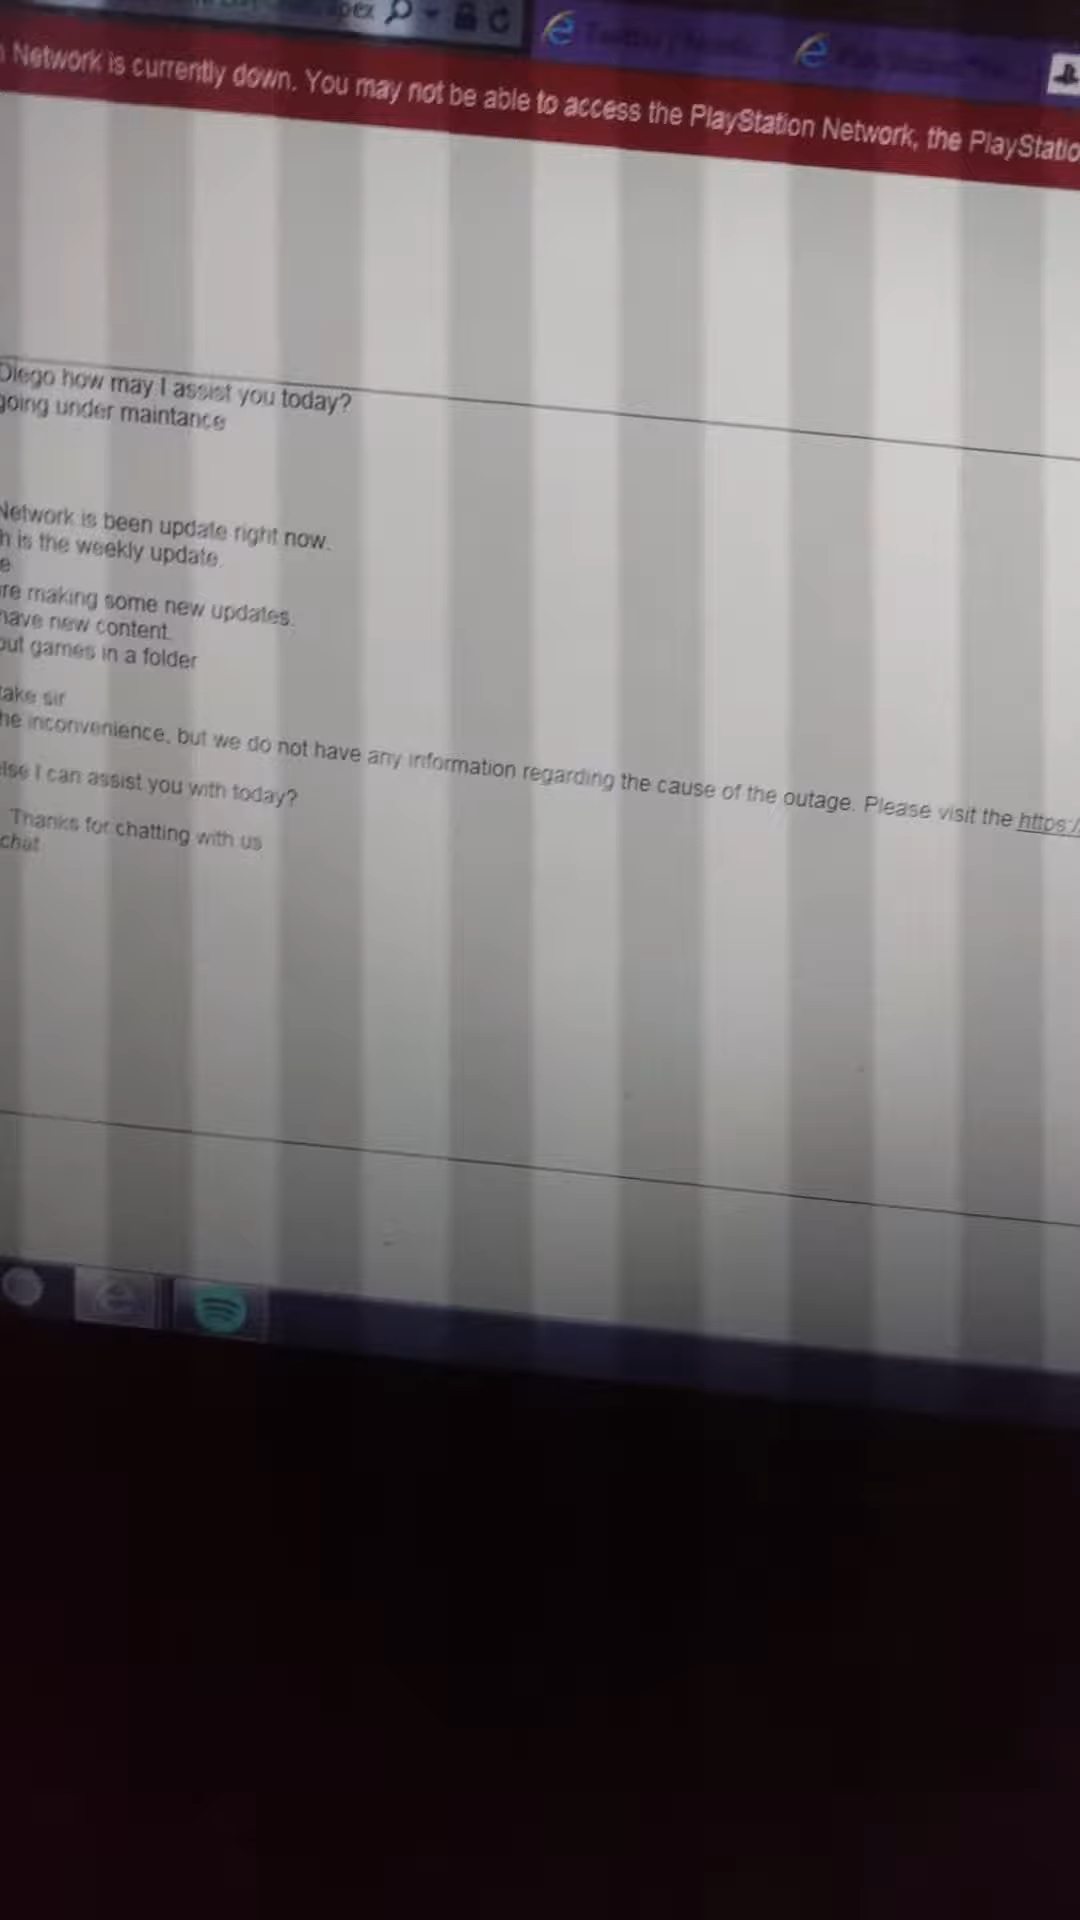 Network is currently down. You may not be able to access the PlayStation Network, the PlayStatio
Diego how may I assist you today?
going under maintance
Network is been update right now.
h is the weekly update.
e
re making some new updates.
have new content.
out games in a folder
take sir
he inconvenience, but we do not have any information regarding the cause of the outage. Please visit the https:/
else I can assist you with today?
Thanks for chatting with us
chat